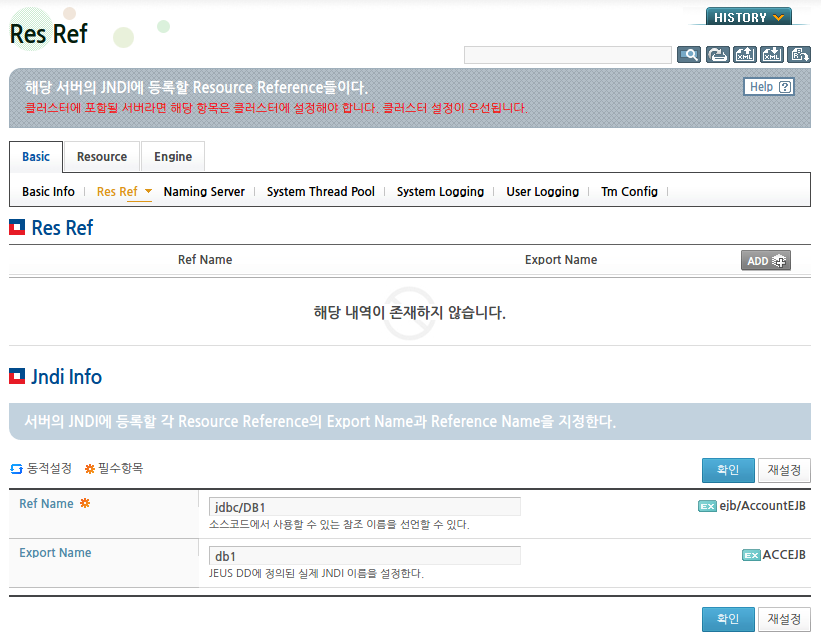 Res Ref
HISTORY
해당 서버의 JNDI에 등록할 Resource Reference들이다.
Help ?
클러스터에 포함될 서버라면 해당 항목은 클러스터에 설정해야 합니다. 클러스터 설정이 우선됩니다.
Basic Resource Engine
Basic Info Res Ref Naming Server System Thread Pool System Logging User Logging Tm Config
Res Ref
Ref Name Export Name ADD
해당 내역이 존재하지 않습니다.
Jndi Info
서버의 JNDI에 등록할 각 Resource Reference의 Export Name과 Reference Name을 지정한다.
동적설정 필수항목 확인 재설정
Ref Name jdbc/DB1 EX ejb/AccountEJB
소스코드에서 사용할 수 있는 참조 이름을 선언할 수 있다.
Export Name db1 EX ACCEJB
JEUS DD에 정의된 실제 JNDI 이름을 설정한다.
확인 재설정